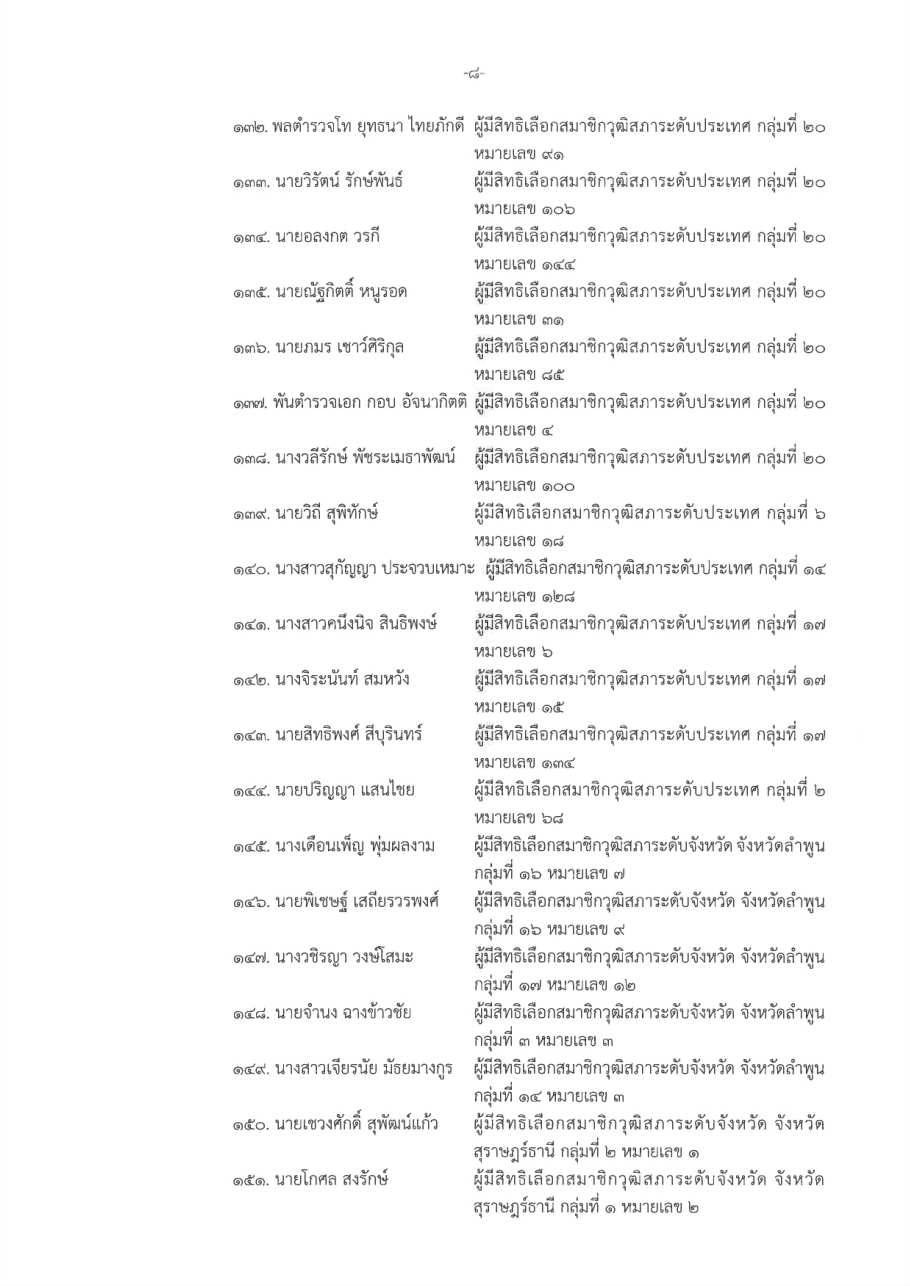 -๘-
๑๓๒. พลตำรวจโท ยุทธนา ไทยภักดี ผู้มีสิทธิเลือกสมาชิกวุฒิสภาระดับประเทศ กลุ่มที่ ๒๐
หมายเลข ๙๑
๑๓๓. นายวิรัตน์ รักษ์พันธ์ ผู้มีสิทธิเลือกสมาชิกวุฒิสภาระดับประเทศ กลุ่มที่ ๒๐
หมายเลข ๑๐๖
๑๓๔. นายอลงกต วรกี ผู้มีสิทธิเลือกสมาชิกวุฒิสภาระดับประเทศ กลุ่มที่ ๒๐
หมายเลข ๑๔๔
๑๓๕. นายณัฐกิตติ์ หนูรอด ผู้มีสิทธิเลือกสมาชิกวุฒิสภาระดับประเทศ กลุ่มที่ ๒๐
หมายเลข ๓๑
๑๓๖. นายภมร เชาว์ศิริกุล ผู้มีสิทธิเลือกสมาชิกวุฒิสภาระดับประเทศ กลุ่มที่ ๒๐
หมายเลข ๘๕
๑๓๗. พันตำรวจเอก กอบ อัจนากิตติ ผู้มีสิทธิเลือกสมาชิกวุฒิสภาระดับประเทศ กลุ่มที่ ๒๐
หมายเลข ๔
๑๓๘. นางวลีรักษ์ พัชระเมธาพัฒน์ ผู้มีสิทธิเลือกสมาชิกวุฒิสภาระดับประเทศ กลุ่มที่ ๒๐
หมายเลข ๑๐๐
๑๓๙. นายวิถี สุพิทักษ์ ผู้มีสิทธิเลือกสมาชิกวุฒิสภาระดับประเทศ กลุ่มที่ ๖
หมายเลข ๑๘
๑๔๐. นางสาวสุกัญญา ประจวบเหมาะ ผู้มีสิทธิเลือกสมาชิกวุฒิสภาระดับประเทศ กลุ่มที่ ๑๔
หมายเลข ๑๒๘
๑๔๑. นางสาวคนึงนิจ สินธิพงษ์ ผู้มีสิทธิเลือกสมาชิกวุฒิสภาระดับประเทศ กลุ่มที่ ๑๗
หมายเลข ๖
๑๔๒. นางจิระนันท์ สมหวัง ผู้มีสิทธิเลือกสมาชิกวุฒิสภาระดับประเทศ กลุ่มที่ ๑๗
หมายเลข ๑๕
๑๔๓. นายสิทธิพงศ์ สีบุรินทร์ ผู้มีสิทธิเลือกสมาชิกวุฒิสภาระดับประเทศ กลุ่มที่ ๑๗
หมายเลข ๑๓๔
๑๔๔. นายปริญญา แสนไชย ผู้มีสิทธิเลือกสมาชิกวุฒิสภาระดับประเทศ กลุ่มที่ ๒
หมายเลข ๖๘
๑๔๕. นางเดือนเพ็ญ พุ่มผลงาม ผู้มีสิทธิเลือกสมาชิกวุฒิสภาระดับจังหวัด จังหวัดลำพูน
กลุ่มที่ ๑๖ หมายเลข ๗
๑๔๖. นายพิเชษฐ์ เสถียรวรพงศ์ ผู้มีสิทธิเลือกสมาชิกวุฒิสภาระดับจังหวัด จังหวัดลำพูน
กลุ่มที่ ๑๖ หมายเลข ๙
๑๔๗. นางวชิรญา วงษ์โสมะ ผู้มีสิทธิเลือกสมาชิกวุฒิสภาระดับจังหวัด จังหวัดลำพูน
กลุ่มที่ ๑๗ หมายเลข ๑๒
๑๔๘. นายจำนง ฉางข้าวชัย ผู้มีสิทธิเลือกสมาชิกวุฒิสภาระดับจังหวัด จังหวัดลำพูน
กลุ่มที่ ๓ หมายเลข ๓
๑๔๙. นางสาวเจียรนัย มัธยมางกูร ผู้มีสิทธิเลือกสมาชิกวุฒิสภาระดับจังหวัด จังหวัดลำพูน
กลุ่มที่ ๑๔ หมายเลข ๓
๑๕๐. นายเชวงศักดิ์ สุพัฒน์แก้ว ผู้มีสิทธิเลือกสมาชิกวุฒิสภาระดับจังหวัด จังหวัด
สุราษฎร์ธานี กลุ่มที่ ๒ หมายเลข ๑
๑๕๑. นายโกศล สงรักษ์ ผู้มีสิทธิเลือกสมาชิกวุฒิสภาระดับจังหวัด จังหวัด
สุราษฎร์ธานี กลุ่มที่ ๑ หมายเลข ๒